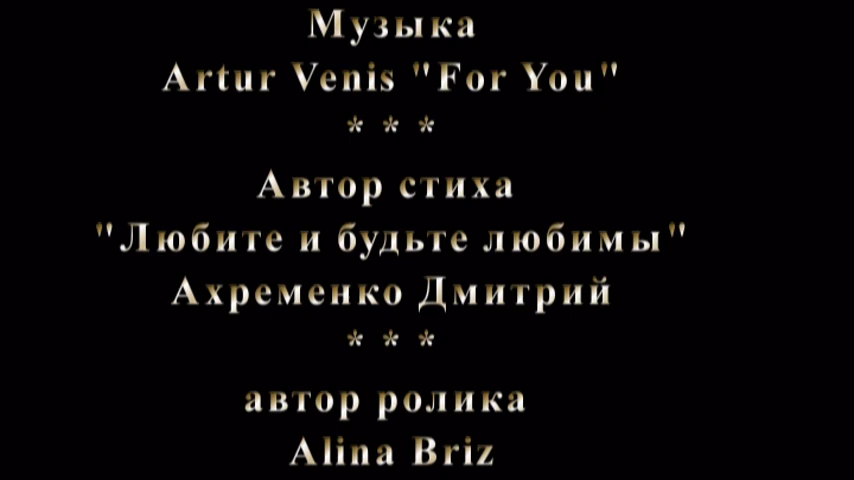 Музыка
Artur Venis "For You"
* * *
Автор стиха
"Любите и будьте любимы"
Ахременко Дмитрий
* * *
автор ролика
Alina Briz